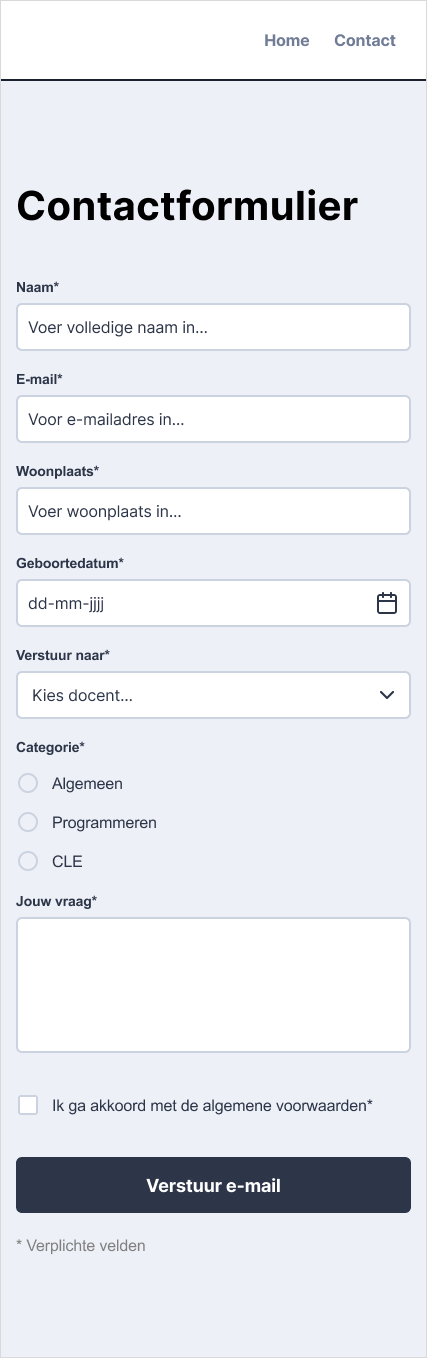 Home Contact
Contactformulier
Naam*
Voer volledige naam in...
E-mail*
Voor e-mailadres in...
Woonplaats*
Voer woonplaats in...
Geboortedatum*
dd-mm-jjjj
Verstuur naar*
Kies docent...
Categorie*
Algemeen
Programmeren
CLE
Jouw vraag*
Ik ga akkoord met de algemene voorwaarden*
Verstuur e-mail
* Verplichte velden